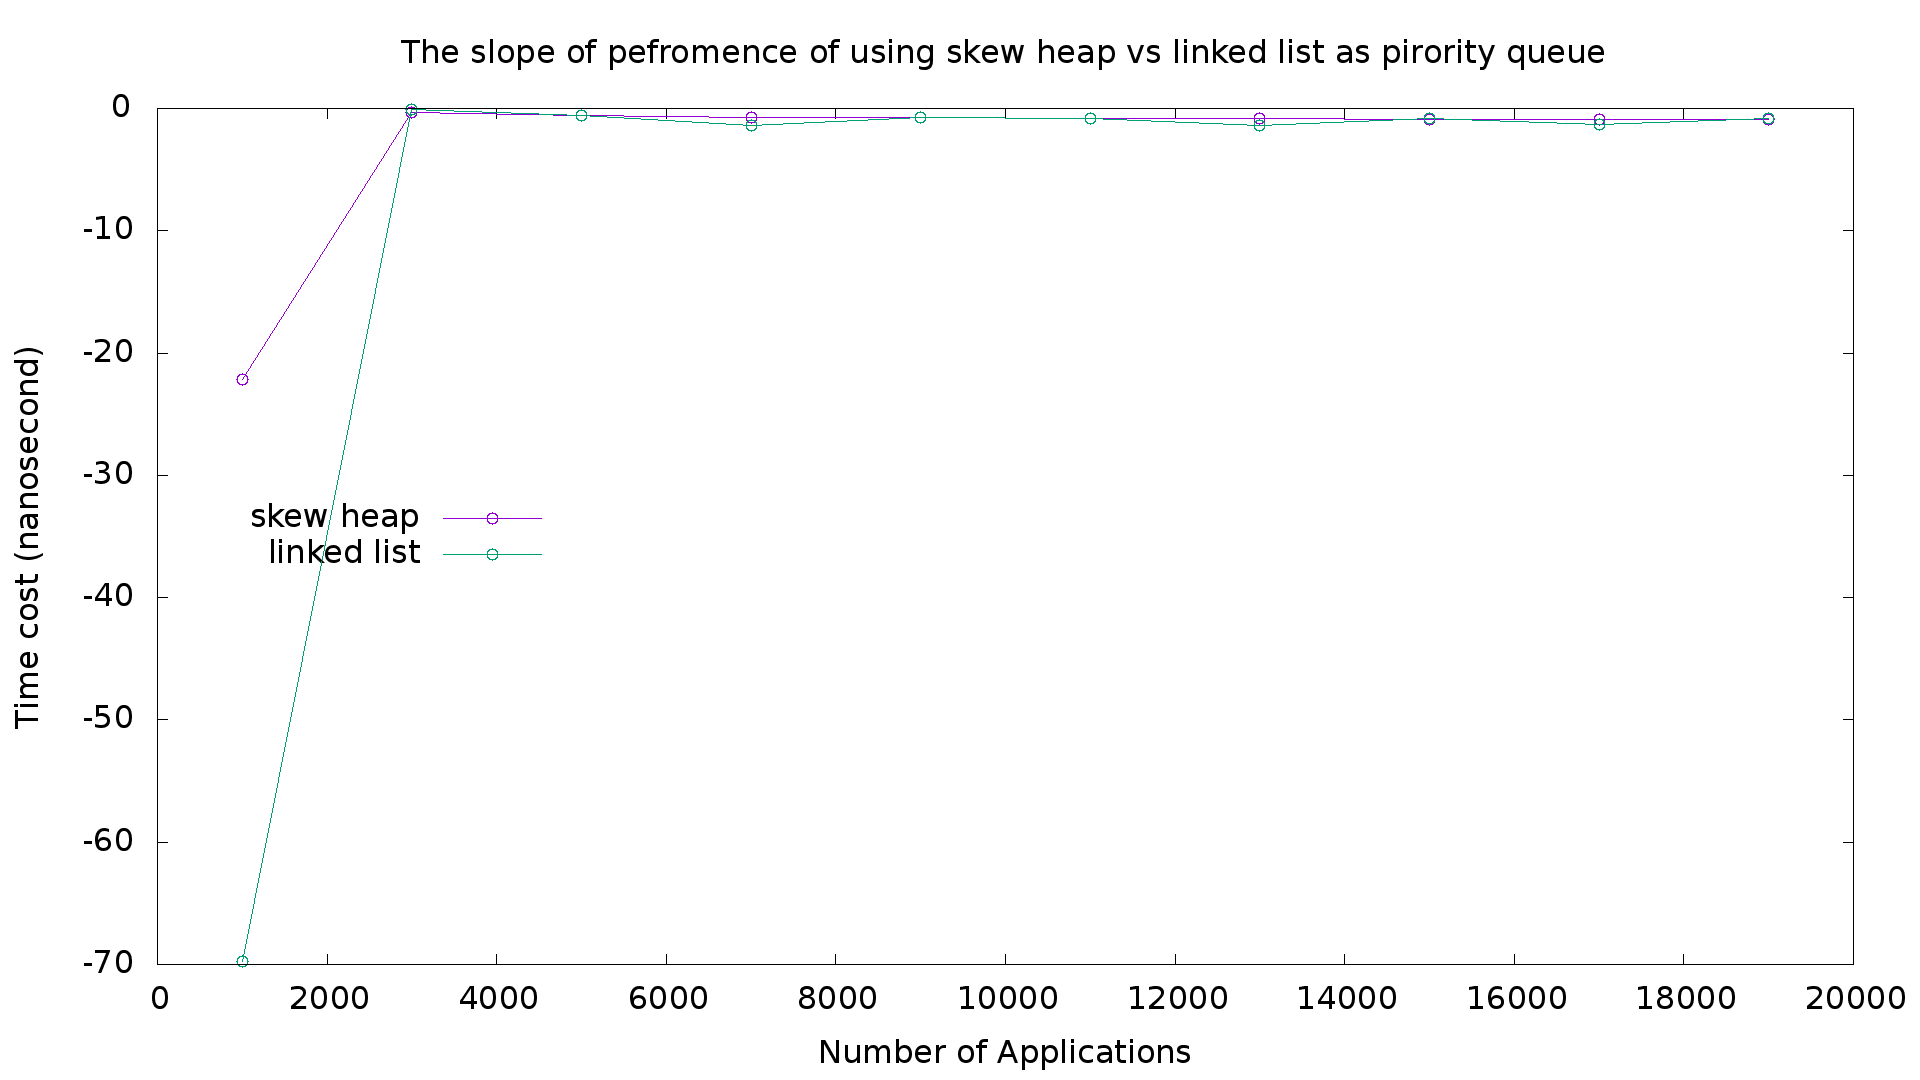 The slope of pefromence of using skew heap vs linked list as pirority queue
0
-10
-20
-30
-40
-50
-60
-70
Time cost (nanosecond)
skew heap
linked list
0 2000 4000 6000 8000 10000 12000 14000 16000 18000 20000
Number of Applications